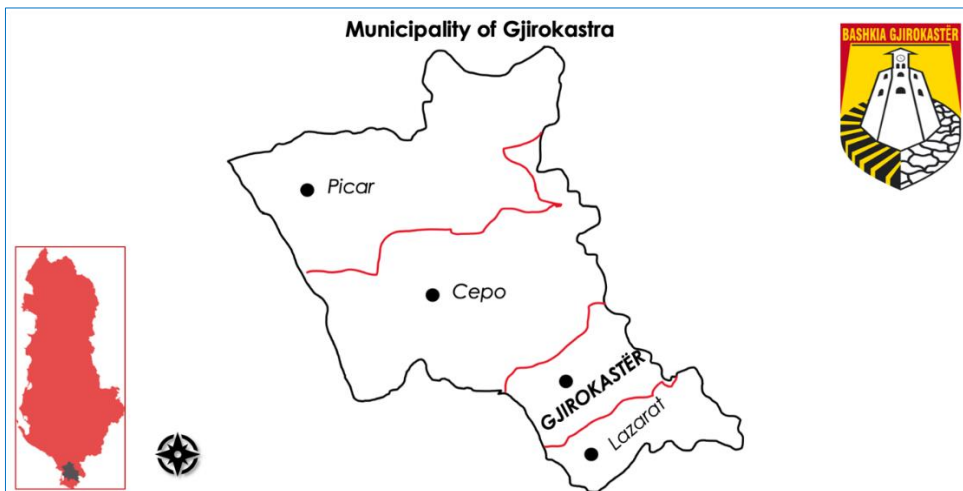 Municipality of Gjirokastra
BASHKIA GJIROKASTËR
Picar
Cepo
GJIROKASTËR
Lazarat